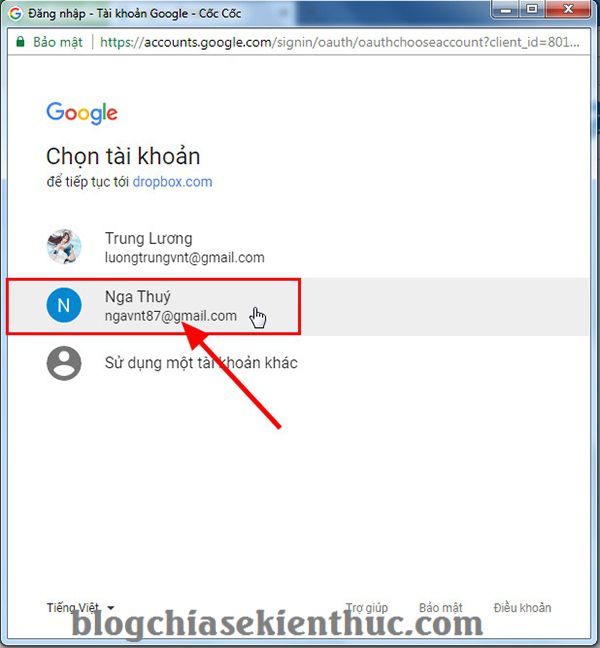 Đăng nhập - Tài khoản Google - Cốc Cốc
Bảo mật https://accounts.google.com/signin/oauth/oauthchooseaccount?client_id=801...
Google
Chọn tài khoản
để tiếp tục tới dropbox.com
Trung Lương
luongtrungvnt@gmail.com
N
Nga Thuý
ngavnt87@gmail.com
Sử dụng một tài khoản khác
Tiếng Việt Trợ giúp Bảo mật Điều khoản
blogchiasekienthuc.com